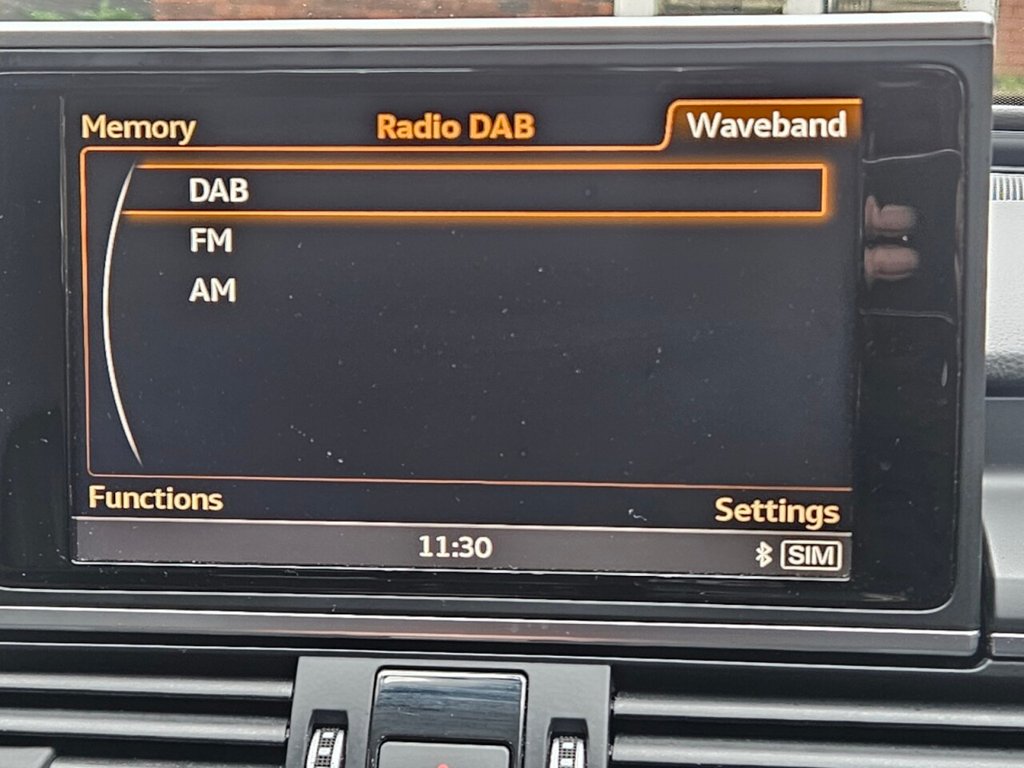 Memory Radio DAB Waveband
DAB
FM
AM
Functions Settings
11:30 SIM